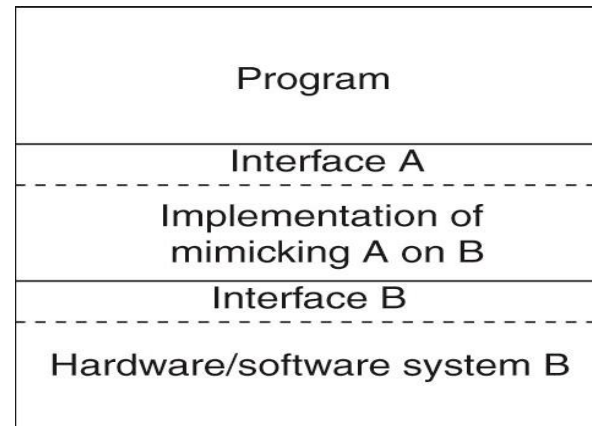 Program
Interface A
Implementation of
mimicking A on B
Interface B
Hardware/software system B